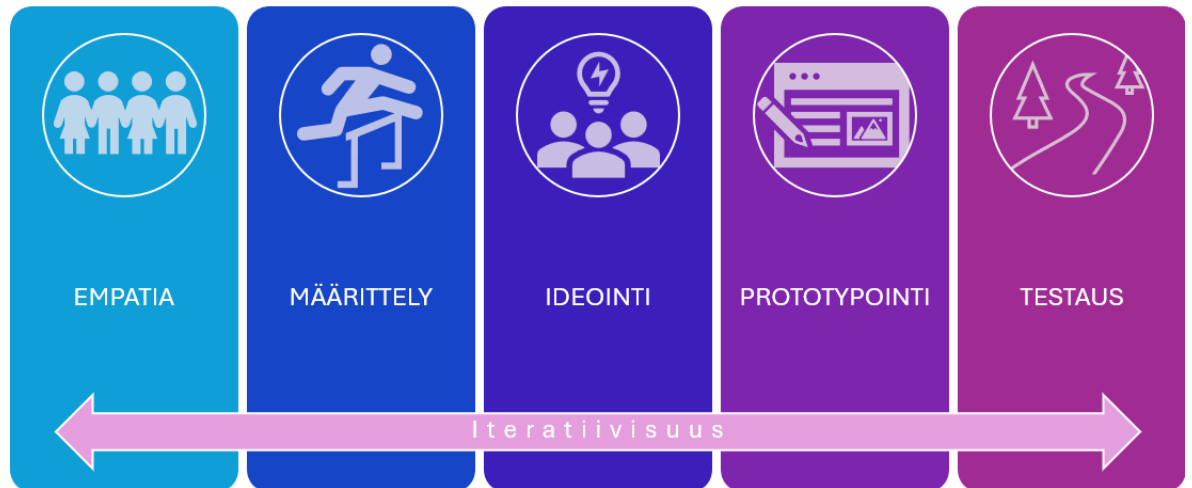 EMPATIA
MÄÄRITTELY
IDEOINTI
PROTOTYPOINTI
TESTAUS
Iteratiivisuus